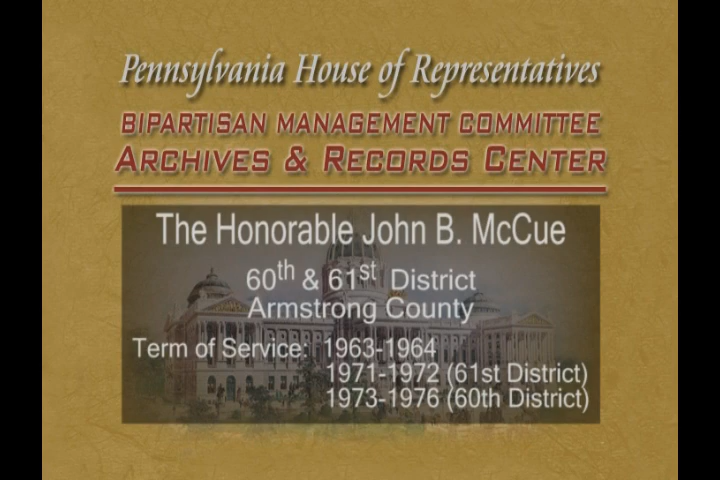 Pennsylvania House of Representatives
BIPARTISAN MANAGEMENT COMMITTEE
ARCHIVES & RECORDS CENTER
The Honorable John B. McCue
60th & 61st District
Armstrong County
Term of Service: 1963-1964
1971-1972 (61st District)
1973-1976 (60th District)